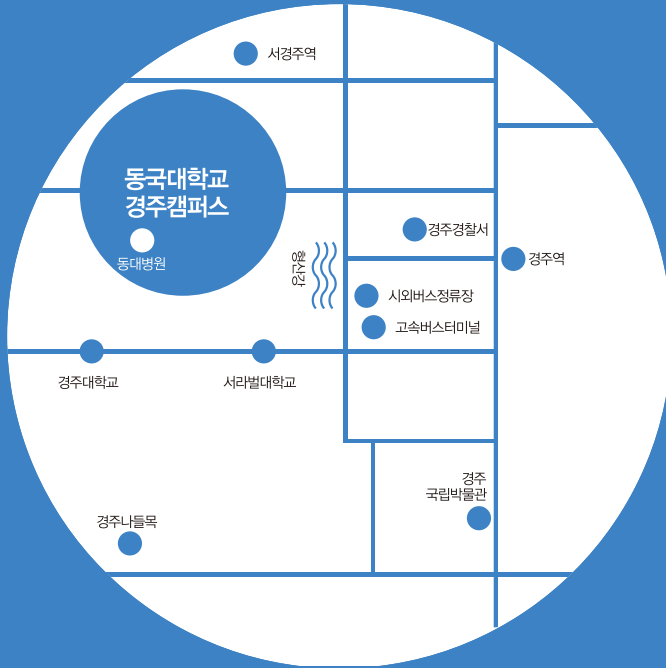 서경주역
동국대학교
경주캠퍼스
동대병원
경주경찰서
경주역
형산강
시외버스정류장
고속버스터미널
경주대학교
서라벌대학교
경주
국립박물관
경주나들목